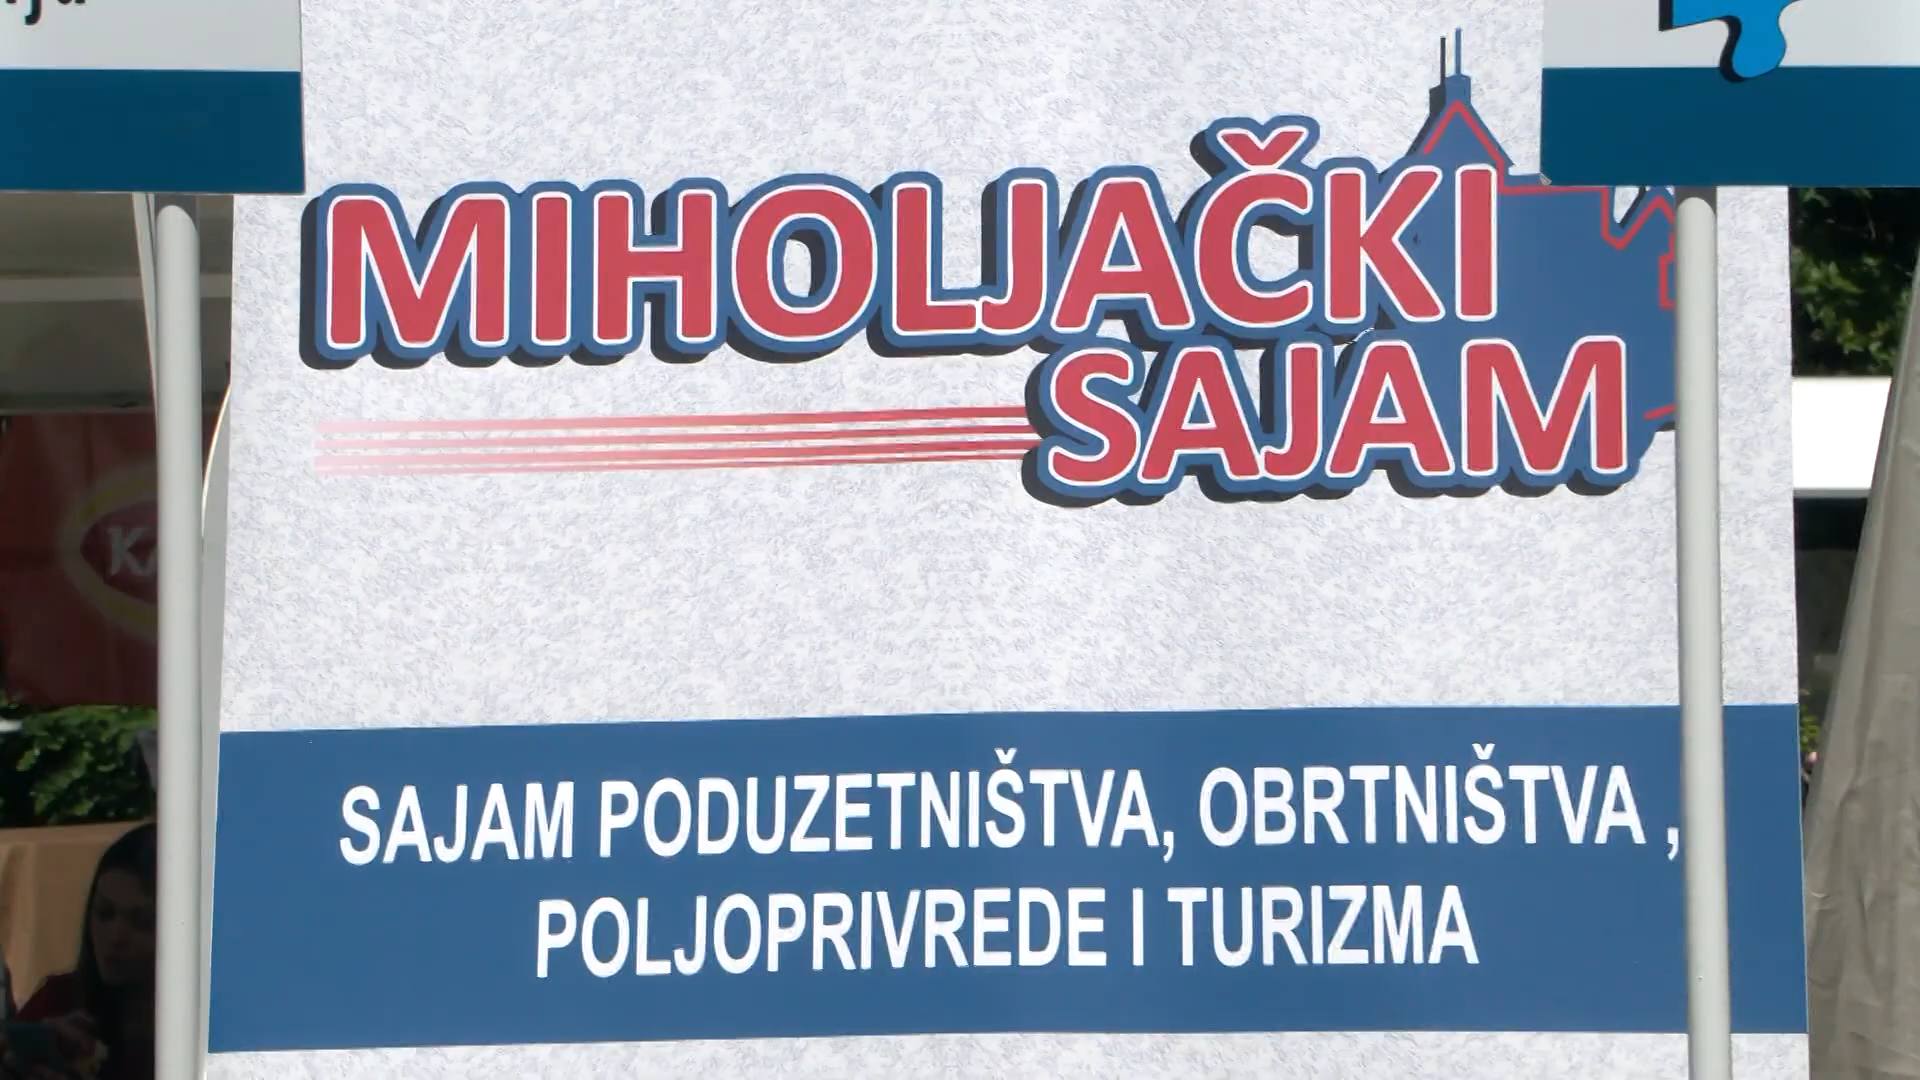 MIHOLJAČKI
SAJAM
SAJAM PODUZETNIŠTVA, OBRTNIŠTVA ,
POLJOPRIVREDE I TURIZMA